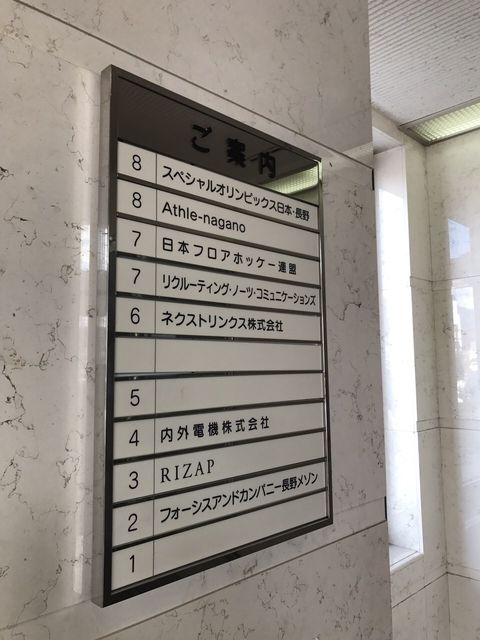 ご案内
8 スペシャルオリンピックス日本・長野
8 Athle-nagano
7 日本フロアホッケー連盟
7 リクルーティング・ノーツ・コミュニケーションズ
6 ネクストリンクス株式会社
5
4 内外電機株式会社
3 RIZAP
2 フォーシスアンドカンパニー長野メゾン
1